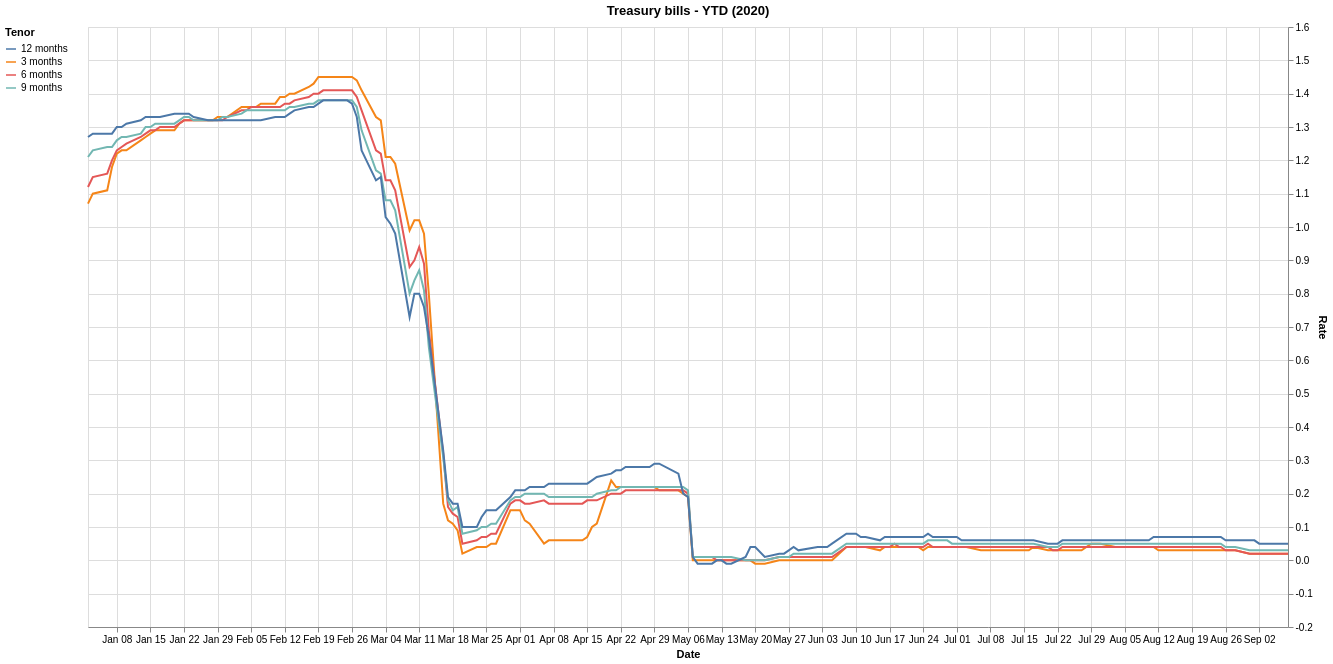 Treasury bills - YTD (2020)
Tenor
12 months
3 months
6 months
9 months
1.6
1.5
1.4
1.3
1.2
1.1
1.0
0.9
0.8
0.7
0.6
0.5
0.4
0.3
0.2
0.1
0.0
-0.1
-0.2
Rate
Jan 08 Jan 15 Jan 22 Jan 29 Feb 05 Feb 12 Feb 19 Feb 26 Mar 04 Mar 11 Mar 18 Mar 25 Apr 01 Apr 08 Apr 15 Apr 22 Apr 29 May 06 May 13 May 20 May 27 Jun 03 Jun 10 Jun 17 Jun 24 Jul 01 Jul 08 Jul 15 Jul 22 Jul 29 Aug 05 Aug 12 Aug 19 Aug 26 Sep 02
Date